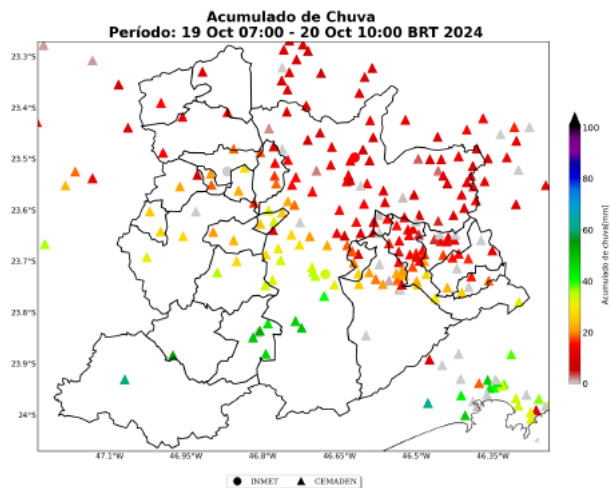 Acumulado de Chuva
Período: 19 Oct 07:00 - 20 Oct 10:00 BRT 2024
23.3°S
23.4°S
23.5°S
23.6°S
23.7°S
23.8°S
23.9°S
24°S
47.1°W
46.95°W
46.8°W
46.65°W
46.5°W
46.35°W
100
80
60
40
20
0
Acumulado de chuva[mm]
INMET
CEMADEN